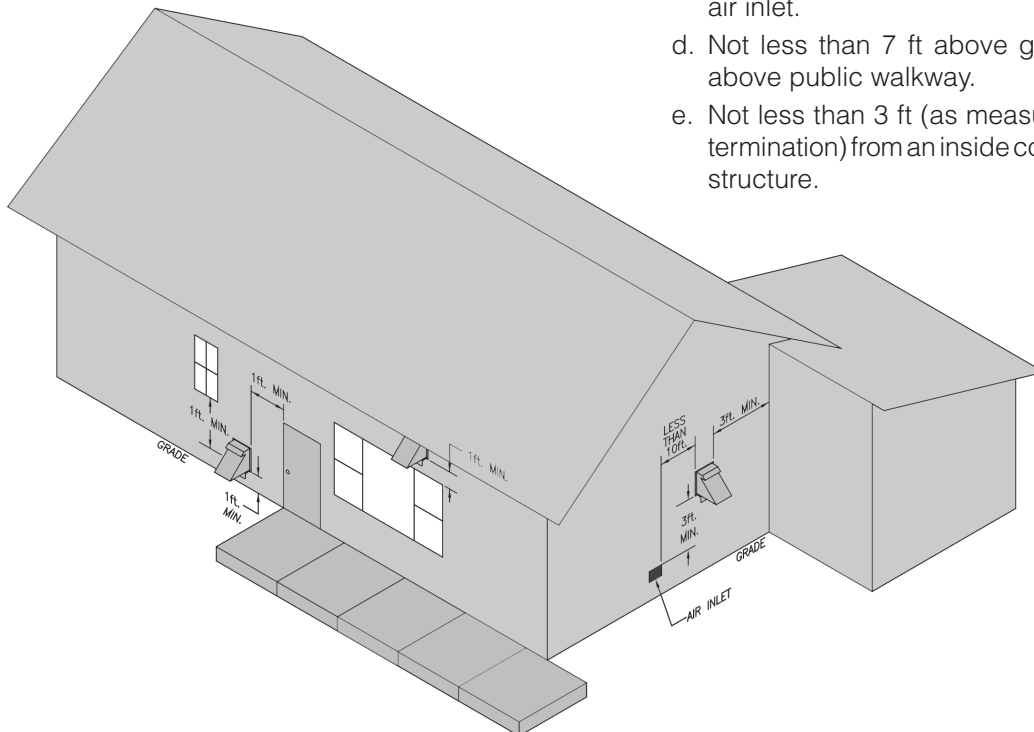 air inlet.
d. Not less than 7 ft above
above public walkway.
e. Not less than 3 ft (as
termination) from an inside
structure.
1ft. MIN.
1ft. MIN.
GRADE
1ft.
MIN.
1ft. MIN.
LESS
THAN
10ft.
3ft. MIN.
3ft.
MIN.
GRADE
AIR INLET